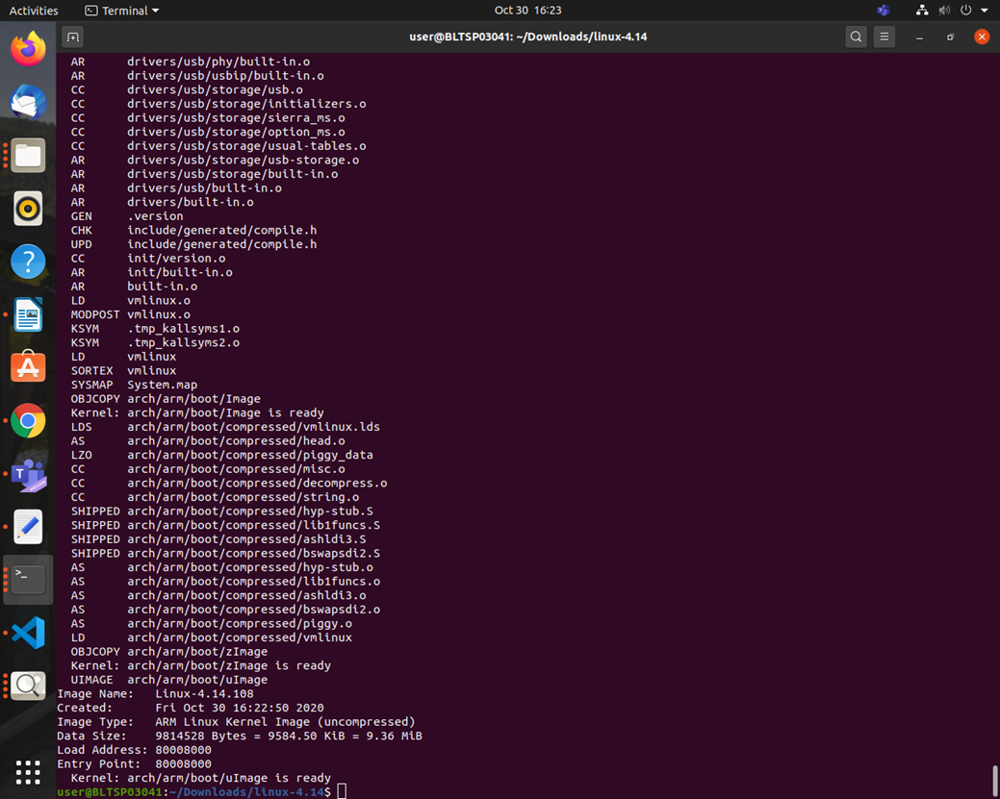 Activities
Terminal
Oct 30 16:23
user@BLTSP03041: ~/Downloads/linux-4.14
AR drivers/usb/phy/built-in.o
AR drivers/usb/usbip/built-in.o
CC drivers/usb/storage/usb.o
CC drivers/usb/storage/initializers.o
CC drivers/usb/storage/sierra_ms.o
CC drivers/usb/storage/option_ms.o
CC drivers/usb/storage/usual-tables.o
AR drivers/usb/storage/usb-storage.o
AR drivers/usb/storage/built-in.o
AR drivers/usb/built-in.o
AR drivers/built-in.o
GEN .version
CHK include/generated/compile.h
UPD include/generated/compile.h
CC init/version.o
AR init/built-in.o
AR built-in.o
LD vmlinux.o
MODPOST vmlinux.o
KSYM .tmp_kallsyms1.o
KSYM .tmp_kallsyms2.o
LD vmlinux
SORTEX vmlinux
SYSMAP System.map
OBJCOPY arch/arm/boot/Image
Kernel: arch/arm/boot/Image is ready
LDS arch/arm/boot/compressed/vmlinux.lds
AS arch/arm/boot/compressed/head.o
LZO arch/arm/boot/compressed/piggy_data
CC arch/arm/boot/compressed/misc.o
CC arch/arm/boot/compressed/decompress.o
CC arch/arm/boot/compressed/string.o
SHIPPED arch/arm/boot/compressed/hyp-stub.S
SHIPPED arch/arm/boot/compressed/lib1funcs.S
SHIPPED arch/arm/boot/compressed/ashldi3.S
SHIPPED arch/arm/boot/compressed/bswapsdi2.S
AS arch/arm/boot/compressed/hyp-stub.o
AS arch/arm/boot/compressed/lib1funcs.o
AS arch/arm/boot/compressed/ashldi3.o
AS arch/arm/boot/compressed/bswapsdi2.o
AS arch/arm/boot/compressed/piggy.o
LD arch/arm/boot/compressed/vmlinux
OBJCOPY arch/arm/boot/zImage
Kernel: arch/arm/boot/zImage is ready
UIMAGE arch/arm/boot/uImage
Image Name: Linux-4.14.108
Created: Fri Oct 30 16:22:50 2020
Image Type: ARM Linux Kernel Image (uncompressed)
Data Size: 9814528 Bytes = 9584.50 KiB = 9.36 MiB
Load Address: 80008000
Entry Point: 80008000
Kernel: arch/arm/boot/uImage is ready
user@BLTSP03041:~/Downloads/linux-4.14$